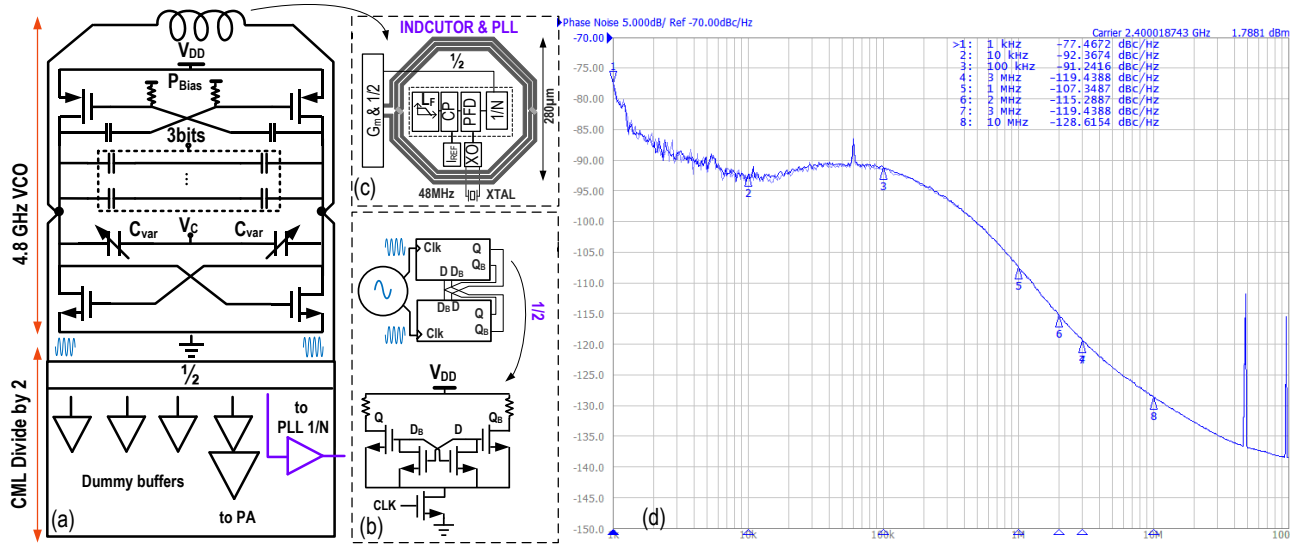 VDD
PBias
3bits
⋮
Cvar
VC
Cvar
4.8 GHz VCO
½
to
PLL 1/N
Dummy buffers
to PA
CML Divide by 2
(a)
INDCUTOR & PLL
½
Gm & 1/2
LF
CP
PFD
1/N
IREF
XO
280µm
48MHz
XTAL
(c)
Clk
Q
QB
D DB
DB D
Q
QB
Clk
1/2
VDD
Q
QB
DB
D
CLK
(b)
Phase Noise 5.000dB/ Ref -70.00dBc/Hz
Carrier 2.400018743 GHz 1.7881 dBm
>1: 1 kHz -77.4672 dBc/Hz
2: 10 kHz -92.3674 dBc/Hz
3: 100 kHz -91.2416 dBc/Hz
4: 3 MHz -119.4388 dBc/Hz
5: 1 MHz -107.3487 dBc/Hz
6: 2 MHz -115.2887 dBc/Hz
7: 3 MHz -119.4388 dBc/Hz
8: 10 MHz -128.6154 dBc/Hz
-70.00
-75.00
-80.00
-85.00
-90.00
-95.00
-100.0
-105.0
-110.0
-115.0
-120.0
-125.0
-130.0
-135.0
-140.0
-145.0
-150.0
1
2
3
5
6
8
(d)
1k
10k
100k
1M
10M
100